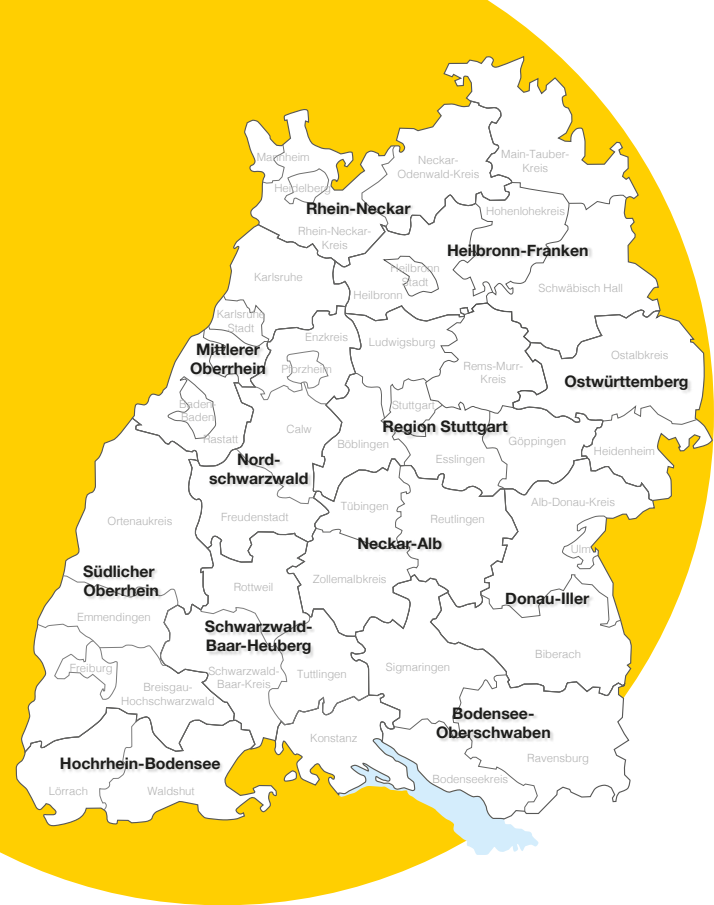 Mannheim
Heidelberg
Neckar-
Odenwald-Kreis
Main-Tauber-
Kreis
Rhein-Neckar
Rhein-Neckar-
Kreis
Hohenlohekreis
Heilbronn-Franken
Karlsruhe
Heilbronn
Stadt
Heilbronn
Schwäbisch Hall
Karlsruhe
Stadt
Enzkreis
Ludwigsburg
Mittlerer
Oberrhein
Pforzheim
Rems-Murr-
Kreis
Ostalbkreis
Ostwürttemberg
Baden-
Baden
Rastatt
Calw
Stuttgart
Region Stuttgart
Böblingen
Esslingen
Göppingen
Heidenheim
Nord-
schwarzwald
Ortenaukreis
Freudenstadt
Tübingen
Reutlingen
Alb-Donau-Kreis
Neckar-Alb
Ulm
Südlicher
Oberrhein
Rottweil
Zollernalbkreis
Donau-Iller
Emmendingen
Schwarzwald-
Baar-Heuberg
Freiburg
Breisgau-
Hochschwarzwald
Schwarzwald-
Baar-Kreis
Tuttlingen
Sigmaringen
Biberach
Bodensee-
Oberschwaben
Konstanz
Ravensburg
Hochrhein-Bodensee
Bodenseekreis
Lörrach
Waldshut